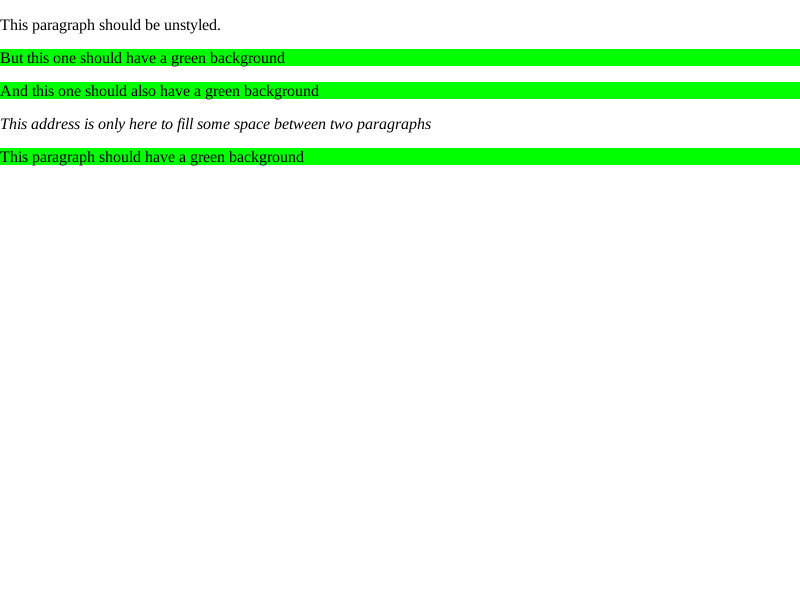 This paragraph should be unstyled.
But this one should have a green background
And this one should also have a green background
This address is only here to fill some space between two paragraphs
This paragraph should have a green background